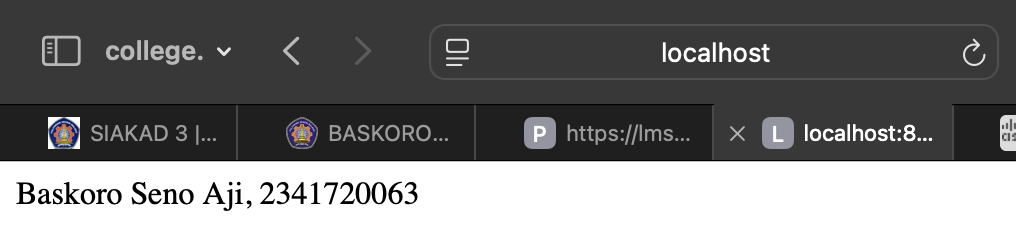 college.
localhost
SIAKAD 3 |...
BASKORO...
P
https://lms...
L
localhost:8...
Baskoro Seno Aji, 2341720063